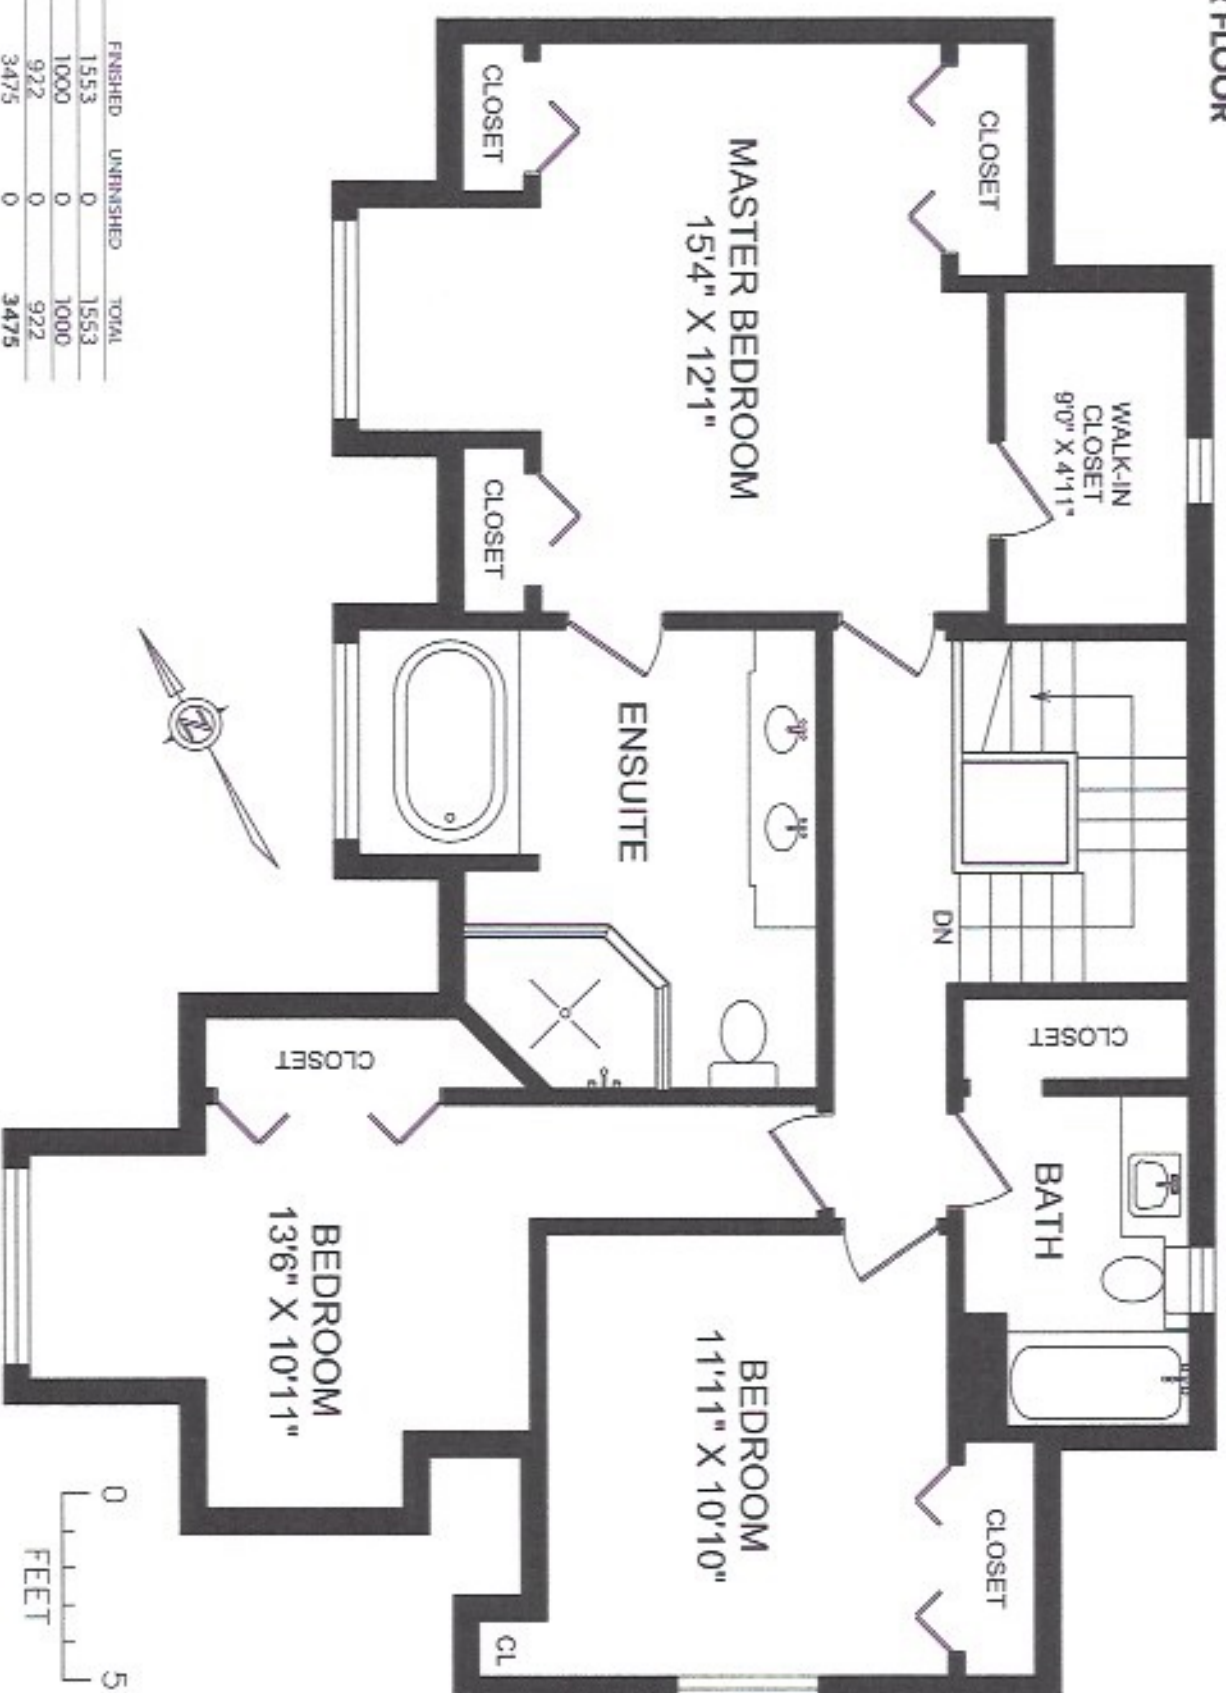 FLOOR
CLOSET
CLOSET
MASTER BEDROOM
15'4" X 12'1"
WALK-IN
CLOSET
9'0" X 4'11"
CLOSET
ENSUITE
DN
CLOSET
BATH
CLOSET
BEDROOM
13'6" X 10'11"
BEDROOM
11'11" X 10'10"
CLOSET
CL
N
FINISHED UNFINISHED TOTAL
1553 0 1553
1000 0 1000
922 0 922
3475 0 3475
0 5
FEET